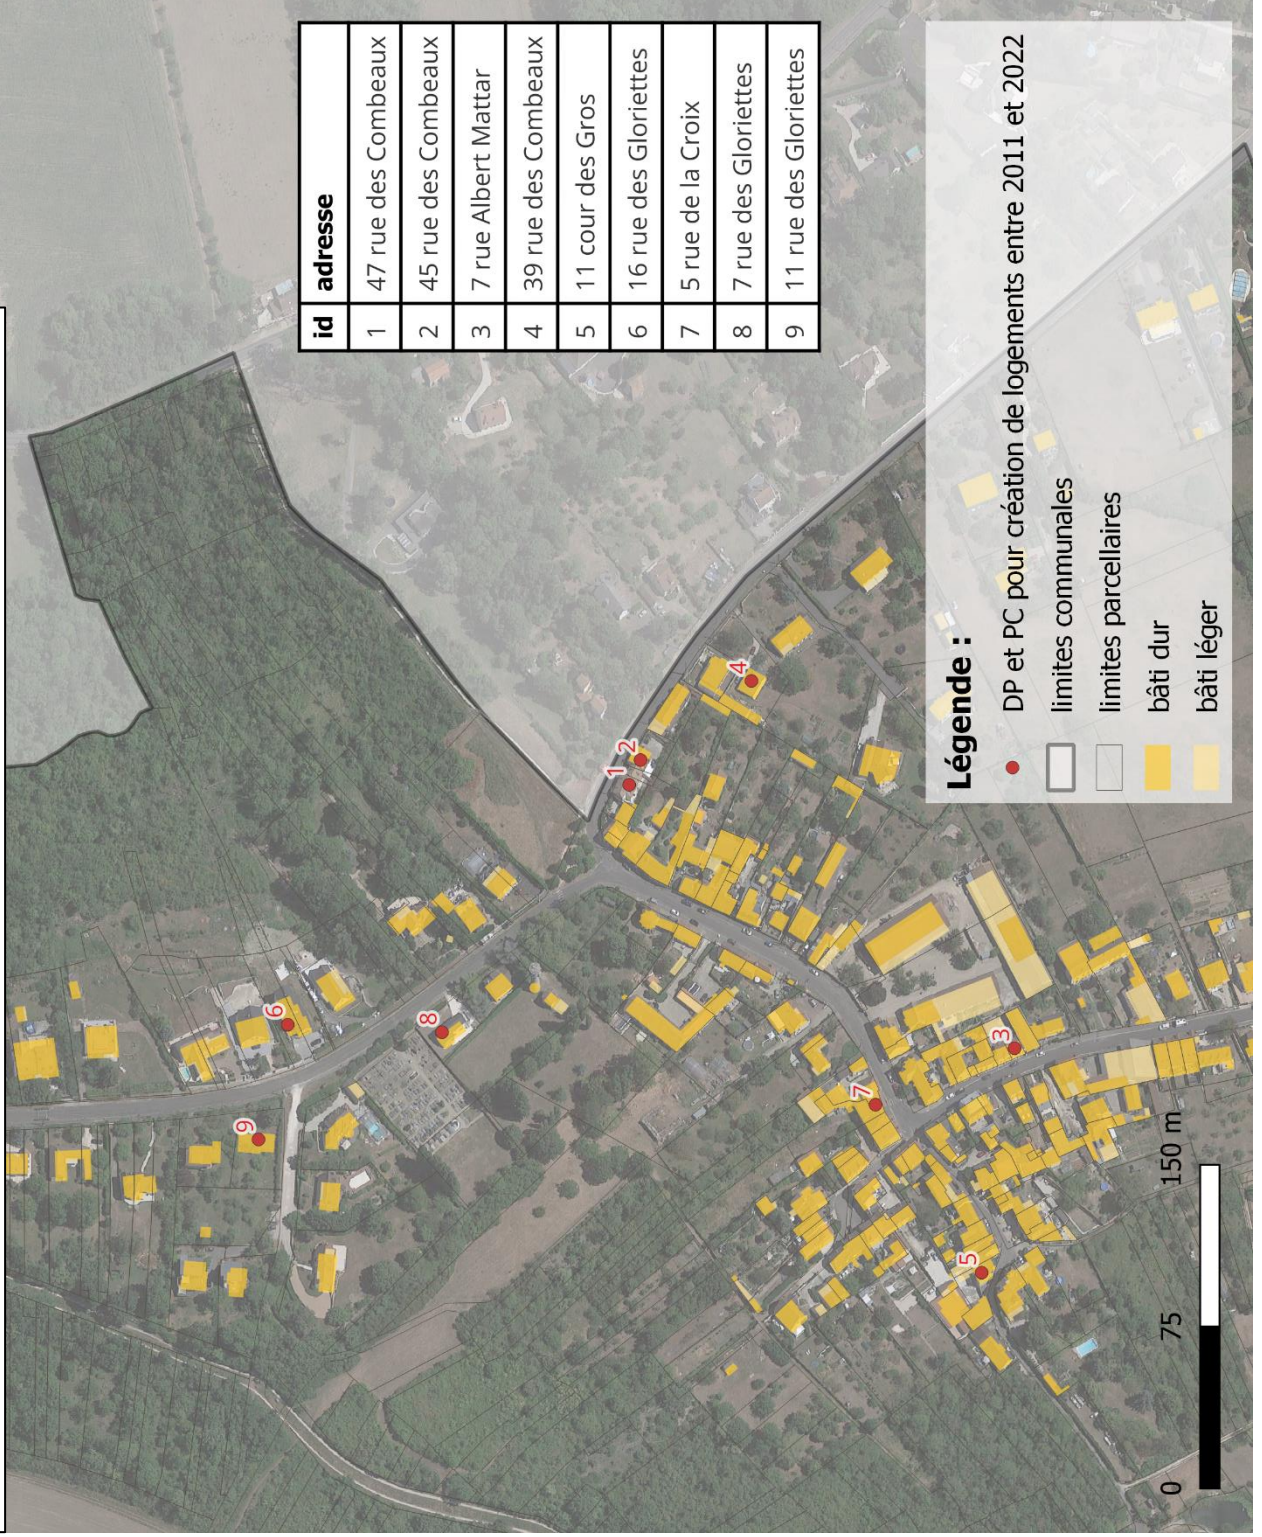 id adresse
1 47 rue des Combeaux
2 45 rue des Combeaux
3 7 rue Albert Mattar
4 39 rue des Combeaux
5 11 cour des Gros
6 16 rue des Gloriettes
7 5 rue de la Croix
8 7 rue des Gloriettes
9 11 rue des Gloriettes
9
6
8
1
2
4
7
3
5
0 75 150 m
Légende :
DP et PC pour création de logements entre 2011 et 2022
limites communales
limites parcellaires
bâti dur
bâti léger